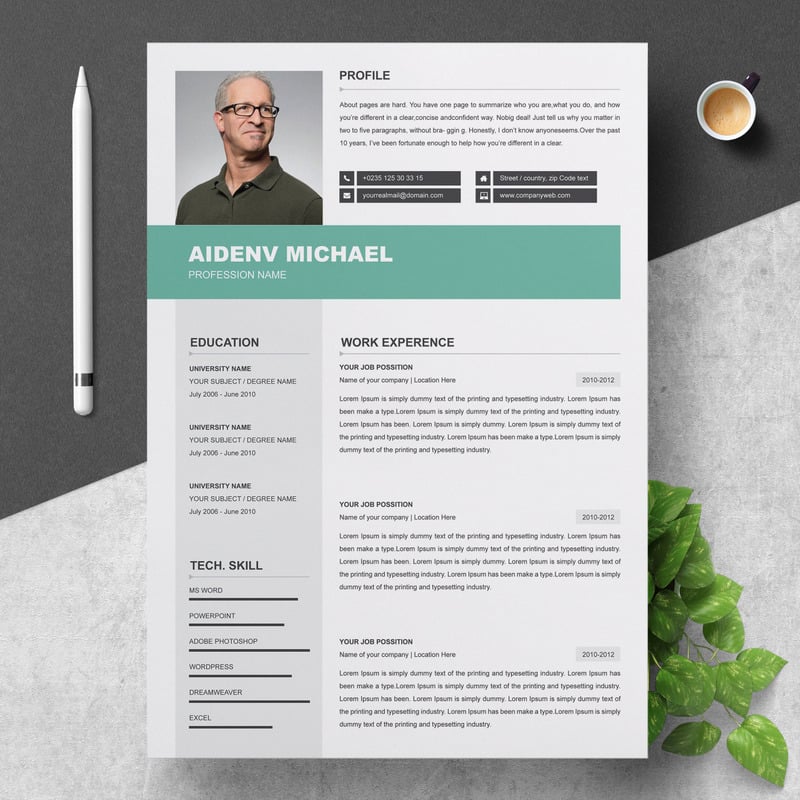 PROFILE
About pages are hard. You have one page to summarize who you are,what you do, and how
you're different in a clear,concise andconfident way. Nobig deal! Just tell us why you matter in
two to five paragraphs, without bra- ggin g. Honestly, I don't know anyoneseems.Over the past
10 years, I've been fortunate enough to help how you're different in a clear.
+0235 125 30 33 15
Street / country, zip Code text
yourrealmail@domain.com
www.companyweb.com
AIDENV MICHAEL
PROFESSION NAME
EDUCATION
UNIVERSITY NAME
YOUR SUBJECT / DEGREE NAME
July 2006 - June 2010
UNIVERSITY NAME
YOUR SUBJECT / DEGREE NAME
July 2006 - June 2010
UNIVERSITY NAME
YOUR SUBJECT / DEGREE NAME
July 2006 - June 2010
TECH. SKILL
MS WORD
POWERPOINT
ADOBE PHOTOSHOP
WORDPRESS
DREAMWEAVER
EXCEL
WORK EXPERENCE
YOUR JOB POSSITION
Name of your company | Location Here
2010-2012
Lorem Ipsum is simply dummy text of the printing and typesetting industry. Lorem Ipsum has
been make a type.Lorem Ipsum is simply dummy text of the printing and typesetting industry.
Lorem Ipsum has been. Lorem Ipsum is simply dummy text of the printing and typesetting
industry. Lorem Ipsum has been make a type.Lorem Ipsum is simply dummy text of the printing
dummy text of the printing and typesetting industry.
YOUR JOB POSSITION
Name of your company | Location Here
2010-2012
Lorem Ipsum is simply dummy text of the printing and typesetting industry. Lorem Ipsum has
been make a type.Lorem Ipsum is simply dummy text of the printing and typesetting industry.
Lorem Ipsum has been. Lorem Ipsum is simply dummy text of the printing and typesetting
industry. Lorem Ipsum has been make a type.Lorem Ipsum is simply dummy text of the printing
dummy text of the printing and typesetting industry.
YOUR JOB POSSITION
Name of your company | Location Here
2010-2012
Lorem Ipsum is simply dummy text of the printing and typesetting industry. Lorem Ipsum has
been make a type.Lorem Ipsum is simply dummy text of the printing and typesetting industry.
Lorem Ipsum has been. Lorem Ipsum is simply dummy text of the printing and typesetting
industry. Lorem Ipsum has been make a type.Lorem Ipsum is simply dummy text of the printing
dummy text of the printing and typesetting industry.